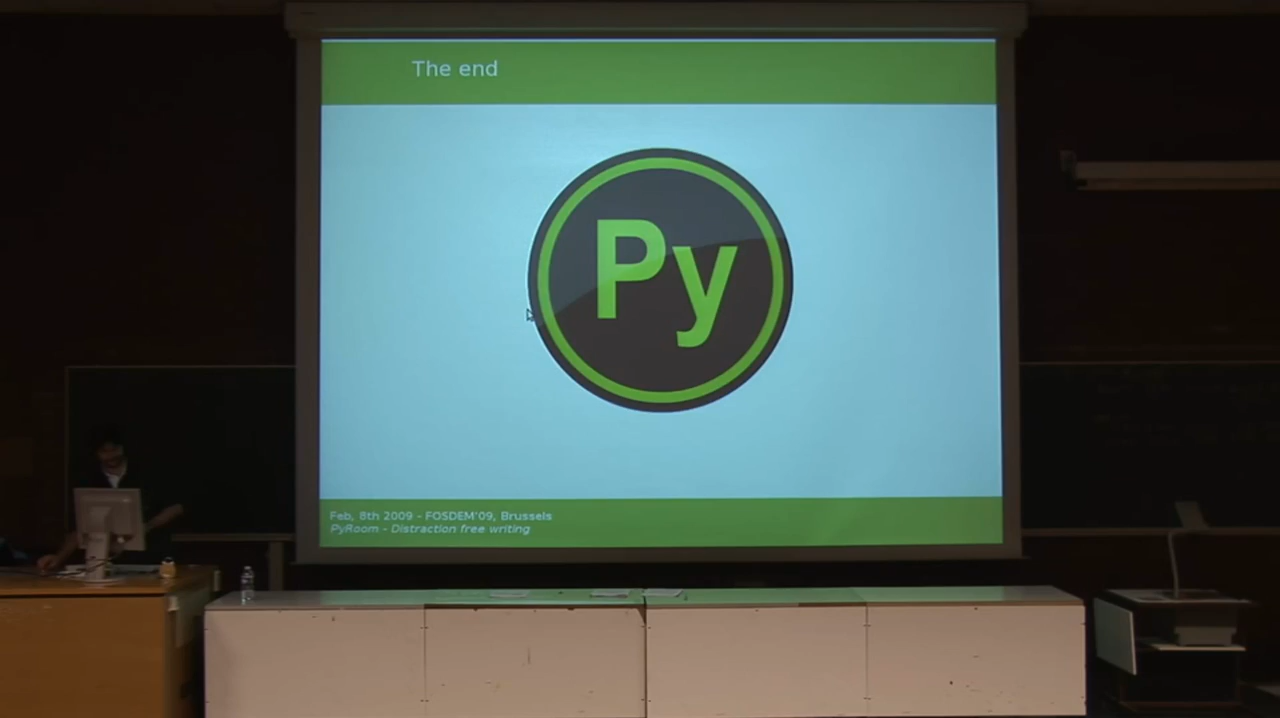 The end
Py
Feb, 8th 2009 - FOSDEM'09, Brussels
PyRoom - Distraction free writing